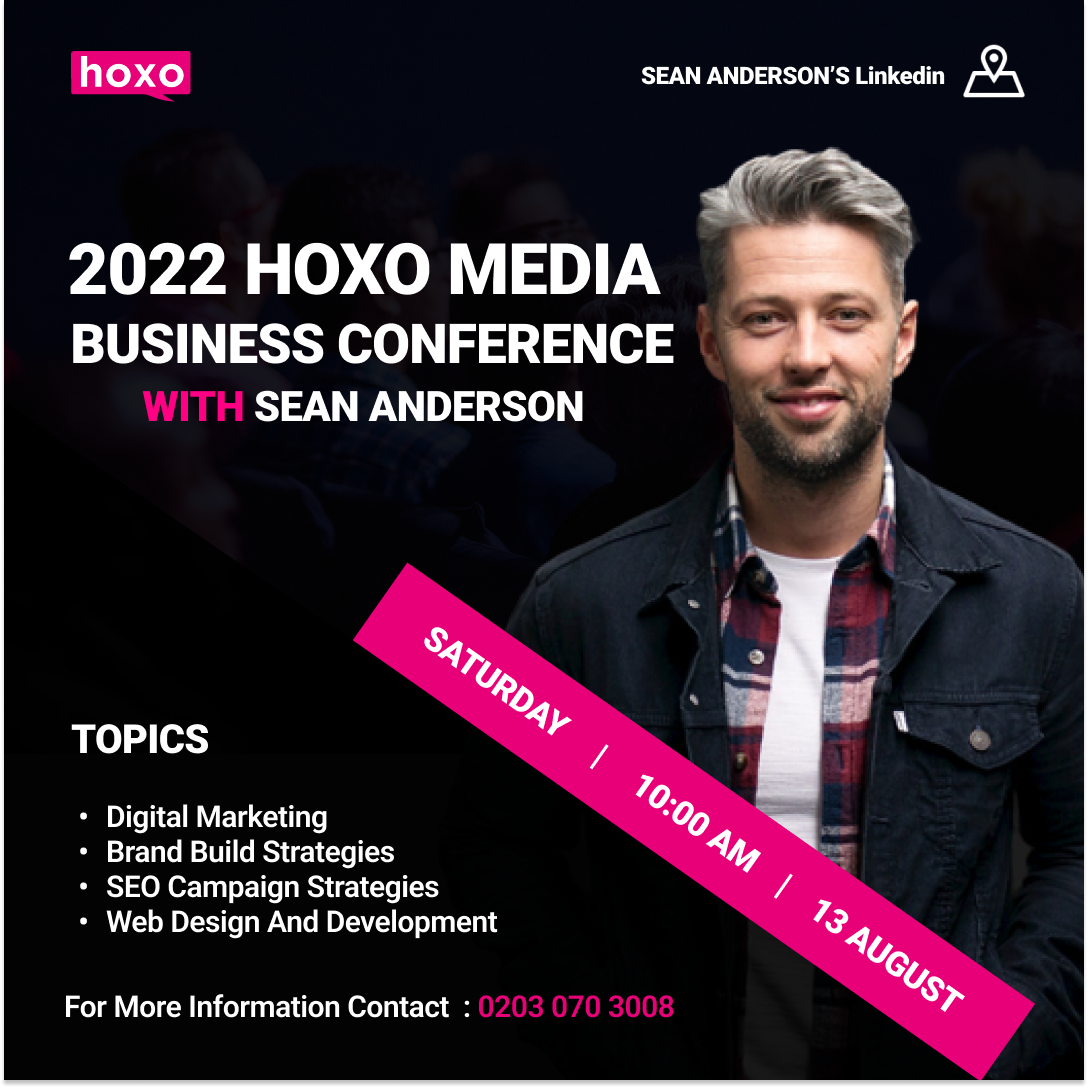 hoxo
SEAN ANDERSON’S Linkedin
2022 HOXO MEDIA
BUSINESS CONFERENCE
WITH SEAN ANDERSON
SATURDAY | 10:00 AM | 13 AUGUST
TOPICS
• Digital Marketing
• Brand Build Strategies
• SEO Campaign Strategies
• Web Design And Development
For More Information Contact : 0203 070 3008